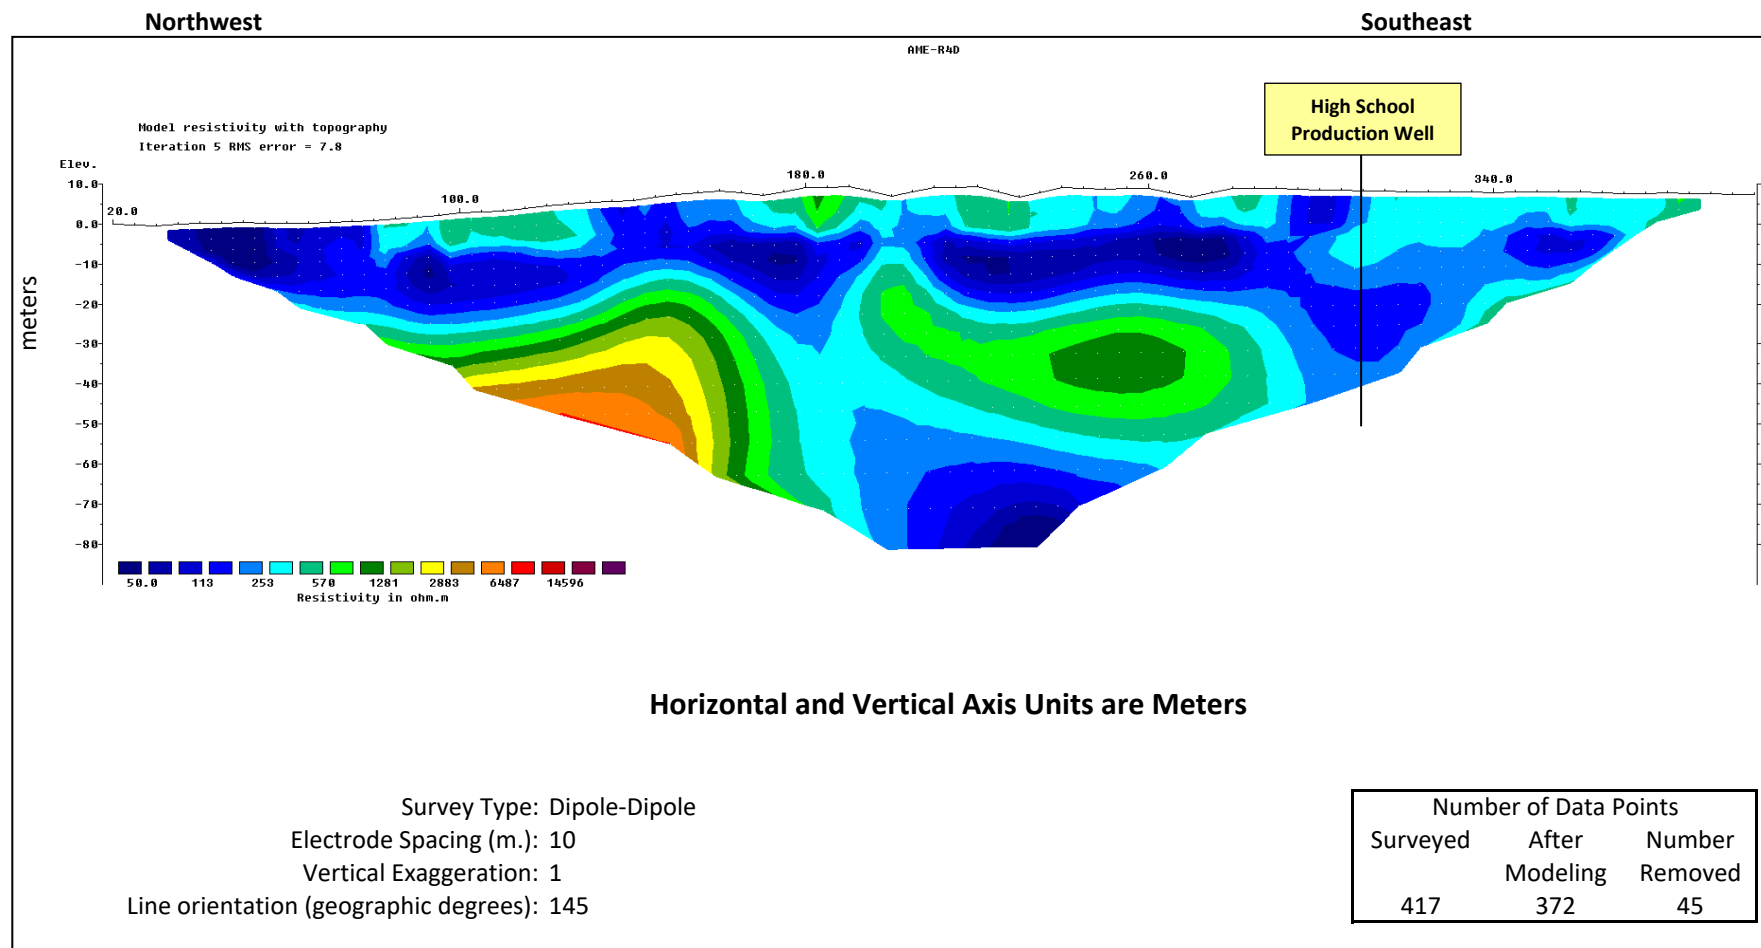 Northwest
Southeast
AME-R4D
High School
Production Well
Model resistivity with topography
Iteration 5 RMS error = 7.8
Elev.
10.0
0.0
-10
-20
-30
-40
-50
-60
-70
-80
20.0
100.0
180.0
260.0
340.0
meters
50.0 113 253 570 1281 2883 6487 14596
Resistivity in ohm.m
Horizontal and Vertical Axis Units are Meters
Survey Type: Dipole-Dipole
Electrode Spacing (m.): 10
Vertical Exaggeration: 1
Line orientation (geographic degrees): 145
Number of Data Points
Surveyed After Number
Modeling Removed
417 372 45